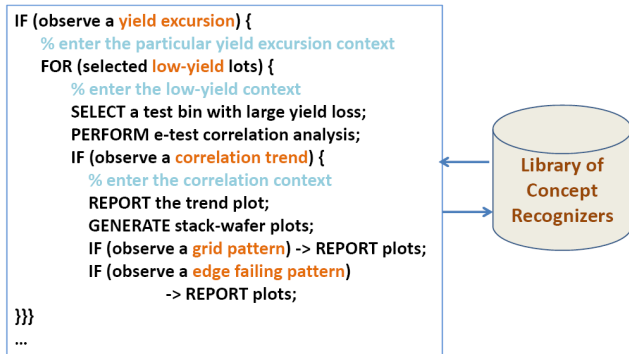 IF (observe a yield excursion) {
% enter the particular yield excursion context
FOR (selected low-yield lots) {
% enter the low-yield context
SELECT a test bin with large yield loss;
PERFORM e-test correlation analysis;
IF (observe a correlation trend) {
% enter the correlation context
REPORT the trend plot;
GENERATE stack-wafer plots;
IF (observe a grid pattern) -> REPORT plots;
IF (observe a edge failing pattern)
-> REPORT plots;
}}}
...
Library of
Concept
Recognizers